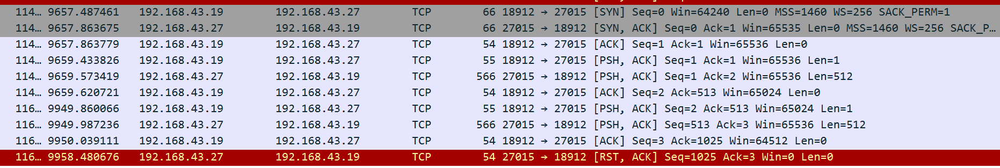 114… 9657.487461 192.168.43.19 192.168.43.27 TCP 66 18912 → 27015 [SYN] Seq=0 Win=64240 Len=0 MSS=1460 WS=256 SACK_PERM=1
114… 9657.863675 192.168.43.27 192.168.43.19 TCP 66 27015 → 18912 [SYN, ACK] Seq=0 Ack=1 Win=65535 Len=0 MSS=1460 WS=256 SACK_P…
114… 9657.863779 192.168.43.19 192.168.43.27 TCP 54 18912 → 27015 [ACK] Seq=1 Ack=1 Win=65536 Len=0
114… 9659.433826 192.168.43.19 192.168.43.27 TCP 55 18912 → 27015 [PSH, ACK] Seq=1 Ack=1 Win=65536 Len=1
114… 9659.573419 192.168.43.27 192.168.43.19 TCP 566 27015 → 18912 [PSH, ACK] Seq=1 Ack=2 Win=65536 Len=512
114… 9659.620721 192.168.43.19 192.168.43.27 TCP 54 18912 → 27015 [ACK] Seq=2 Ack=513 Win=65024 Len=0
116… 9949.860066 192.168.43.19 192.168.43.27 TCP 55 18912 → 27015 [PSH, ACK] Seq=2 Ack=513 Win=65024 Len=1
116… 9949.987236 192.168.43.27 192.168.43.19 TCP 566 27015 → 18912 [PSH, ACK] Seq=513 Ack=3 Win=65536 Len=512
116… 9950.039111 192.168.43.19 192.168.43.27 TCP 54 18912 → 27015 [ACK] Seq=3 Ack=1025 Win=64512 Len=0
116… 9958.480676 192.168.43.27 192.168.43.19 TCP 54 27015 → 18912 [RST, ACK] Seq=1025 Ack=3 Win=0 Len=0